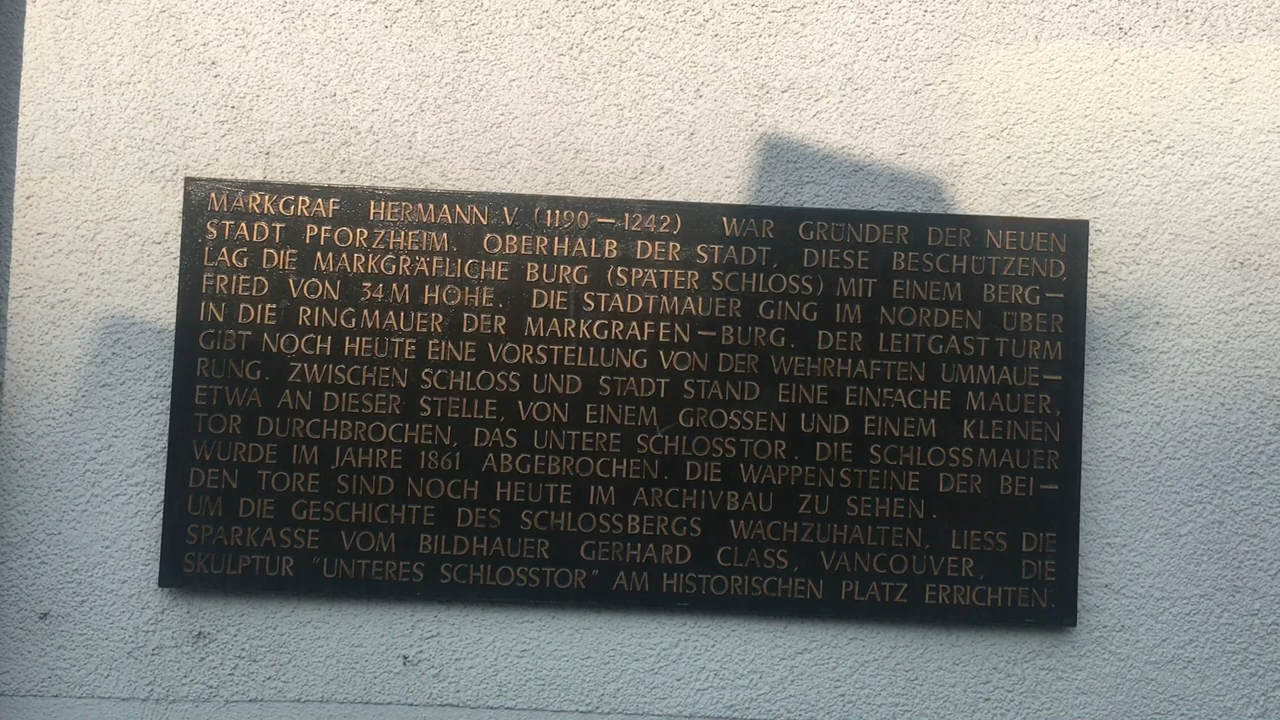 MARKGRAF HERMANN V. (1190 – 1242) WAR GRÜNDER DER NEUEN
STADT PFORZHEIM. OBERHALB DER STADT, DIESE BESCHÜTZEND,
LAG DIE MARKGRÄFLICHE BURG (SPÄTER SCHLOSS) MIT EINEM BERG–
FRIED VON 34 M HÖHE. DIE STADTMAUER GING IM NORDEN ÜBER
IN DIE RINGMAUER DER MARKGRAFEN – BURG. DER LEITGASTTURM
GIBT NOCH HEUTE EINE VORSTELLUNG VON DER WEHRHAFTEN UMMAUE–
RUNG. ZWISCHEN SCHLOSS UND STADT STAND EINE EINFACHE MAUER,
ETWA AN DIESER STELLE, VON EINEM GROSSEN UND EINEM KLEINEN
TOR DURCHBROCHEN, DAS UNTERE SCHLOSSTOR. DIE SCHLOSSMAUER
WURDE IM JAHRE 1861 ABGEBROCHEN. DIE WAPPENSTEINE DER BEI–
DEN TORE SIND NOCH HEUTE IM ARCHIVBAU ZU SEHEN.
UM DIE GESCHICHTE DES SCHLOSSBERGS WACHZUHALTEN, LIESS DIE
SPARKASSE VOM BILDHAUER GERHARD CLASS, VANCOUVER, DIE
SKULPTUR "UNTERES SCHLOSSTOR" AM HISTORISCHEN PLATZ ERRICHTEN.